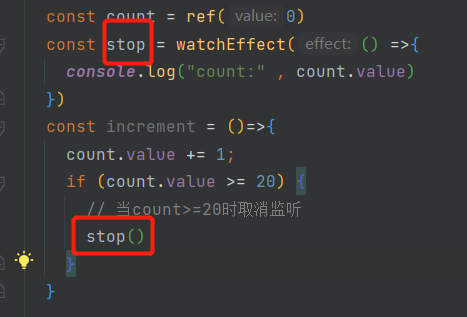 const count = ref( value: 0)
const stop = watchEffect( effect: () =>{
console.log("count:" , count.value)
})
const increment = ()=>{
count.value += 1;
if (count.value >= 20) {
// 当count>=20时取消监听
stop()
}
}